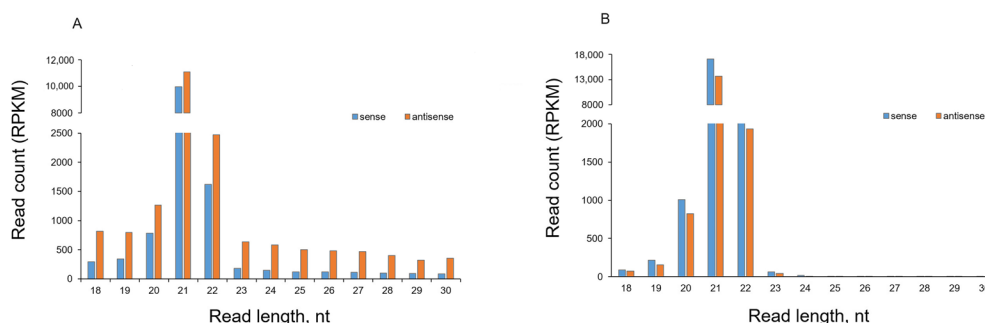 A
12,000
10,000
8000
2500
2000
1500
1000
500
0
Read count (RPKM)
sense antisense
18 19 20 21 22 23 24 25 26 27 28 29 30
Read length, nt
B
18,000
13,000
8000
2000
1500
1000
500
0
Read count (RPKM)
sense antisense
18 19 20 21 22 23 24 25 26 27 28 29 30
Read length, nt